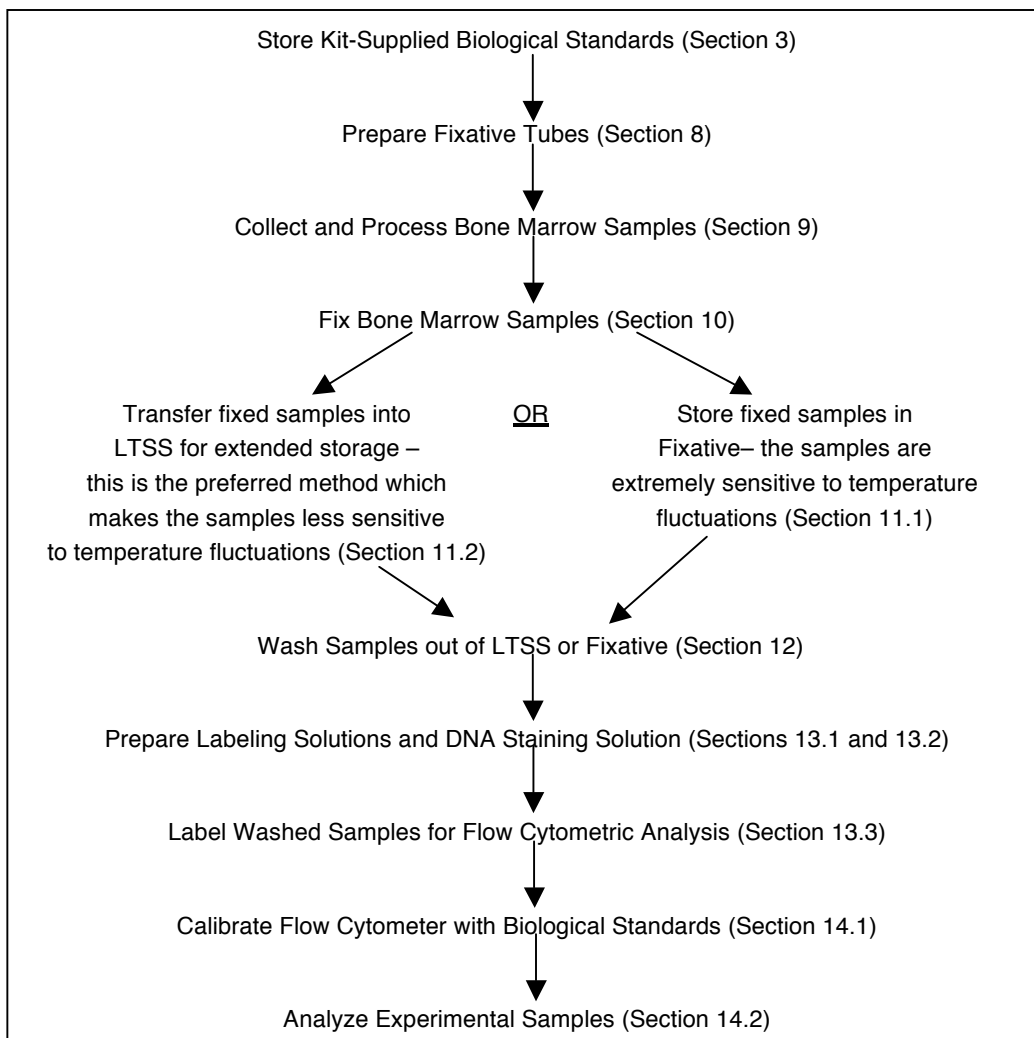 Store Kit-Supplied Biological Standards (Section 3)
Prepare Fixative Tubes (Section 8)
Collect and Process Bone Marrow Samples (Section 9)
Fix Bone Marrow Samples (Section 10)
Transfer fixed samples into
LTSS for extended storage –
this is the preferred method which
makes the samples less sensitive
to temperature fluctuations (Section 11.2)
OR
Store fixed samples in
Fixative– the samples are
extremely sensitive to temperature
fluctuations (Section 11.1)
Wash Samples out of LTSS or Fixative (Section 12)
Prepare Labeling Solutions and DNA Staining Solution (Sections 13.1 and 13.2)
Label Washed Samples for Flow Cytometric Analysis (Section 13.3)
Calibrate Flow Cytometer with Biological Standards (Section 14.1)
Analyze Experimental Samples (Section 14.2)